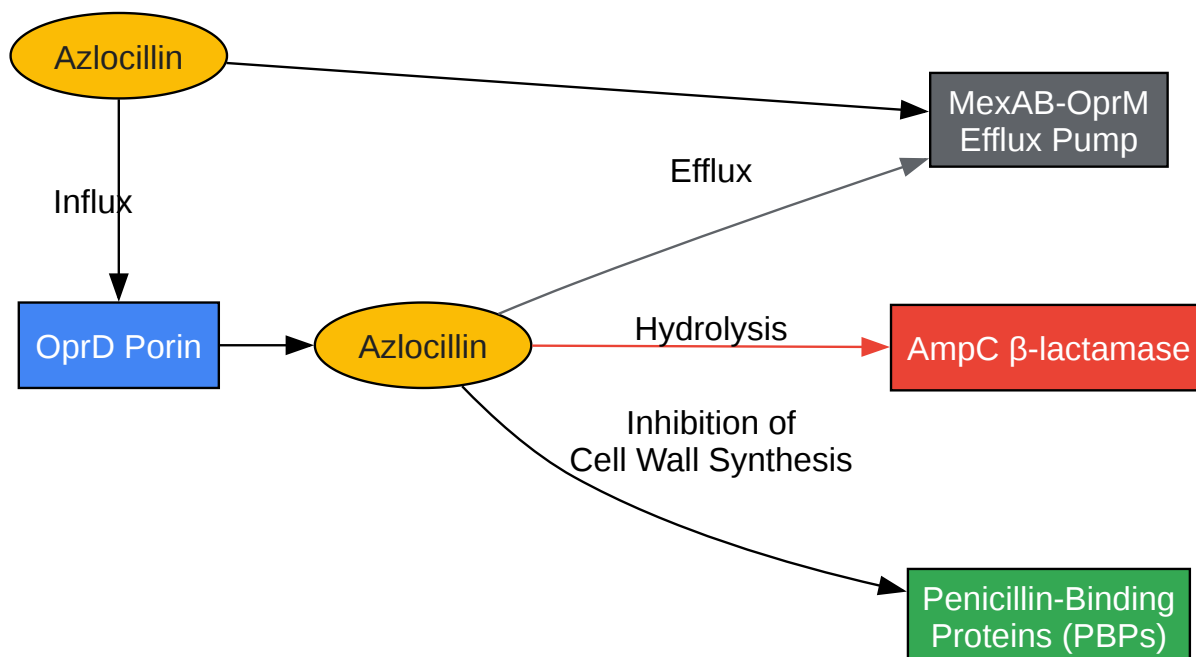 Azlocillin
MexAB-OprM
Efflux Pump
Efflux
Influx
OprD Porin
Azlocillin
Hydrolysis
AmpC β-lactamase
Inhibition of
Cell Wall Synthesis
Penicillin-Binding
Proteins (PBPs)